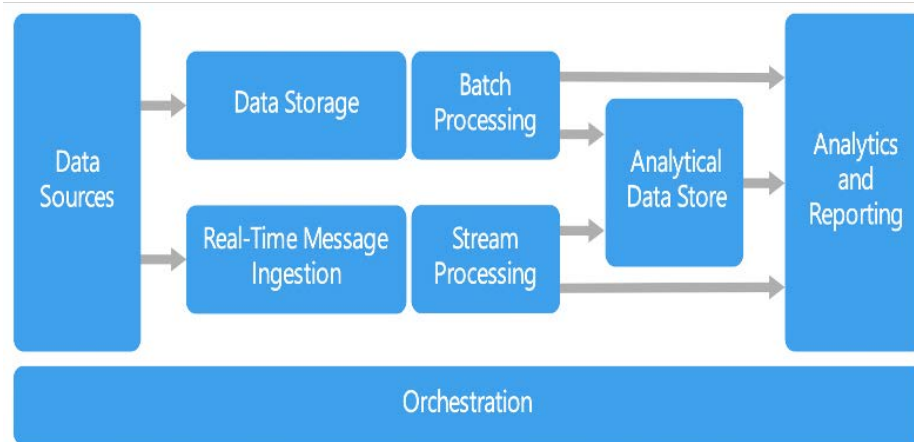 Data
Sources
Data Storage
Batch
Processing
Real-Time Message
Ingestion
Stream
Processing
Analytical
Data Store
Analytics
and
Reporting
Orchestration